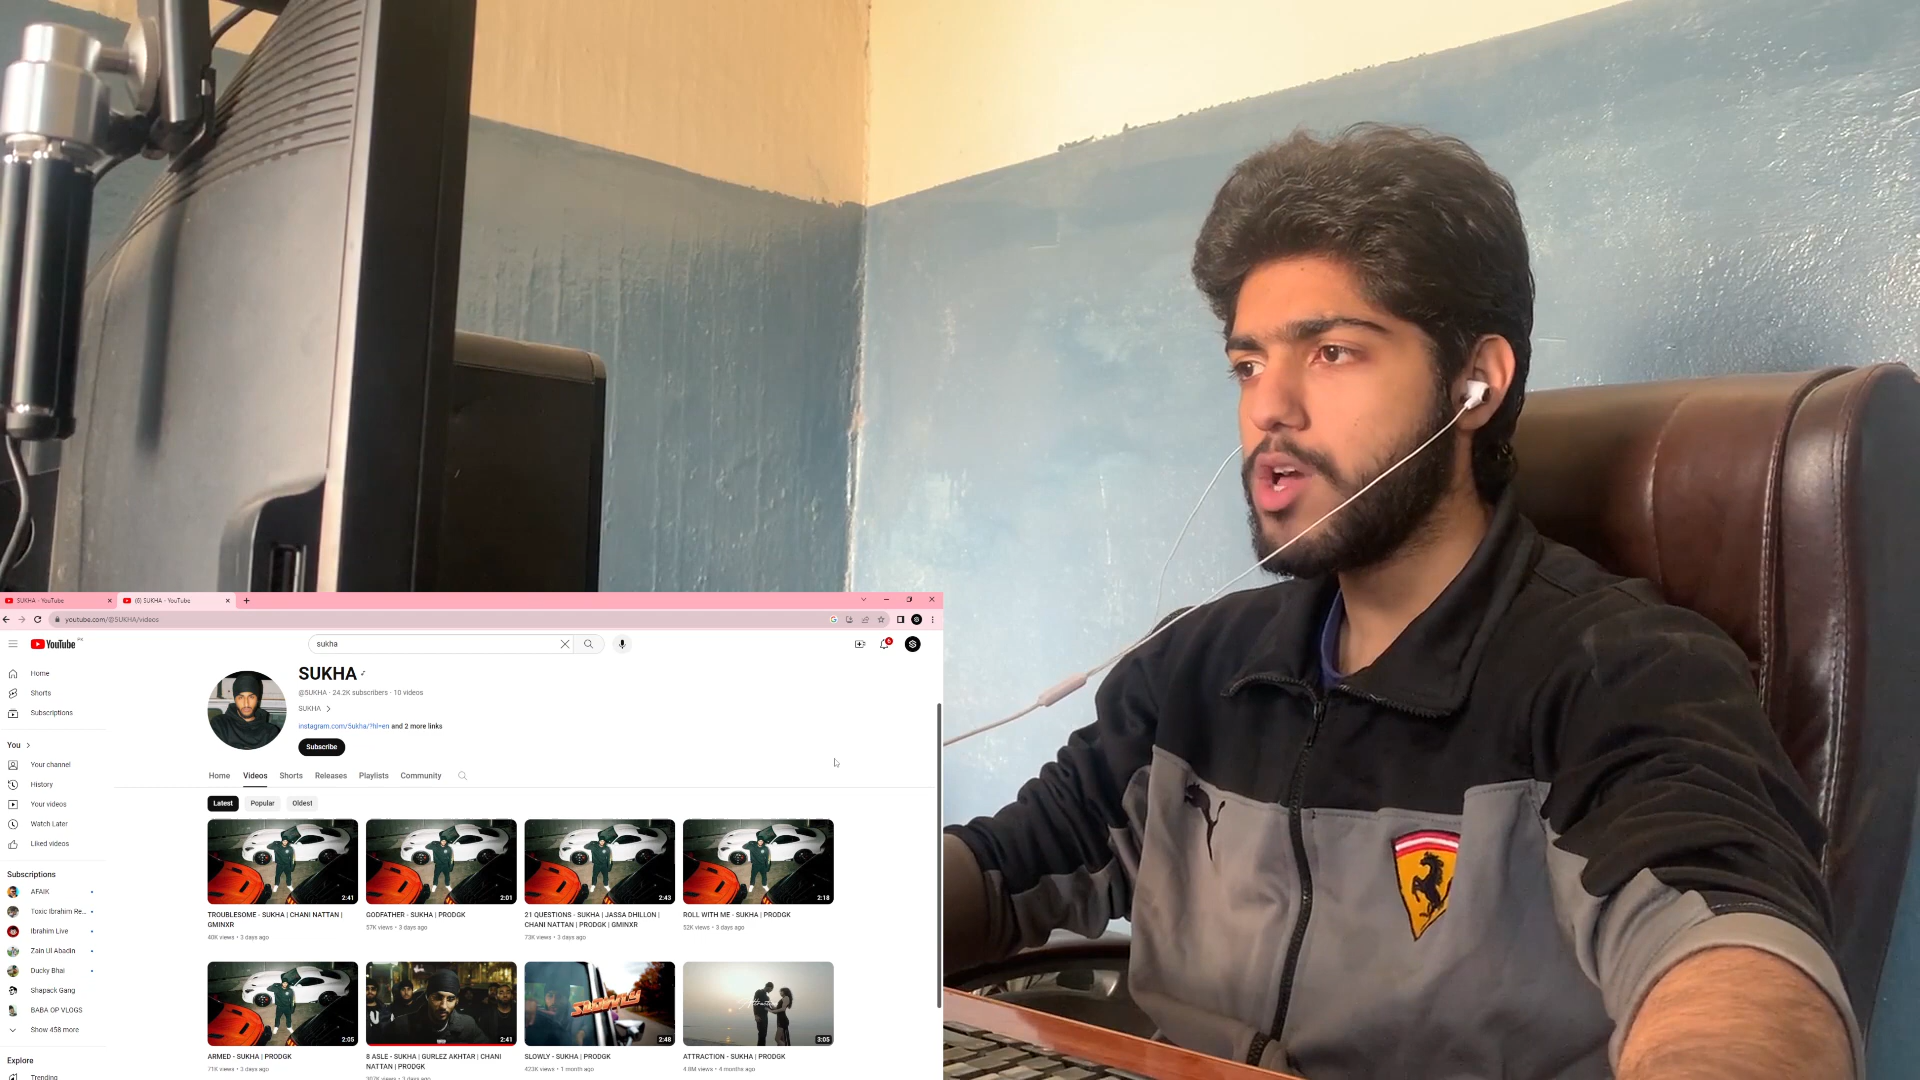 SUKHA - YouTube
(6) SUKHA - YouTube
youtube.com/@SUKHA/videos
YouTube PK
sukha
Home
Shorts
Subscriptions
You
Your channel
History
Your videos
Watch Later
Liked videos
Subscriptions
AFAIK
Toxic Ibrahim Re...
Ibrahim Live
Zain Ul Abadin
Ducky Bhai
Shapack Gang
BABA OP VLOGS
Show 458 more
Explore
Trending
SUKHA
@SUKHA · 24.2K subscribers · 10 videos
SUKHA
instagram.com/5ukha/?hl=en and 2 more links
Subscribe
Home Videos Shorts Releases Playlists Community
Latest Popular Oldest
2:41
TROUBLESOME - SUKHA | CHANI NATTAN |
GMINXR
40K views · 3 days ago
2:01
GODFATHER - SUKHA | PRODGK
57K views · 3 days ago
2:43
21 QUESTIONS - SUKHA | JASSA DHILLON |
CHANI NATTAN | PRODGK | GMINXR
73K views · 3 days ago
2:18
ROLL WITH ME - SUKHA | PRODGK
52K views · 3 days ago
2:05
ARMED - SUKHA | PRODGK
71K views · 3 days ago
2:41
8 ASLE - SUKHA | GURLEZ AKHTAR | CHANI
NATTAN | PRODGK
SLOWLY
2:48
SLOWLY - SUKHA | PRODGK
423K views · 1 month ago
Attraction
3:05
ATTRACTION - SUKHA | PRODGK
4.8M views · 4 months ago